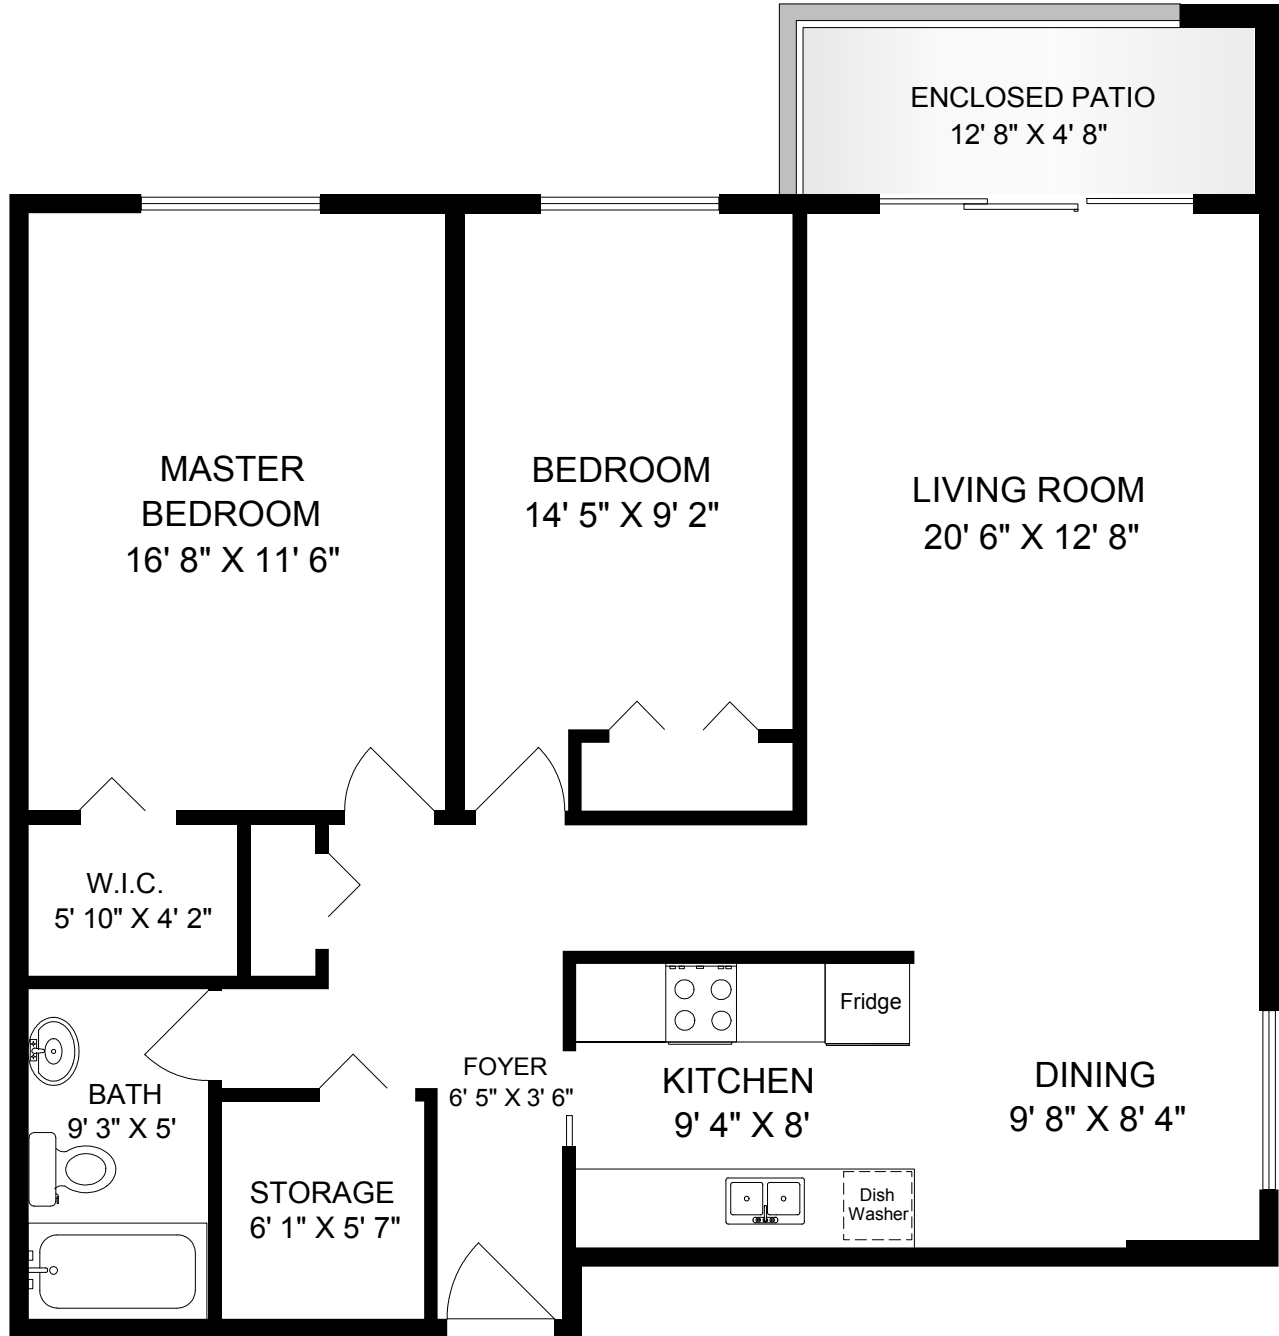 ENCLOSED PATIO
12' 8" X 4' 8"
MASTER
BEDROOM
16' 8" X 11' 6"
BEDROOM
14' 5" X 9' 2"
LIVING ROOM
20' 6" X 12' 8"
W.I.C.
5' 10" X 4' 2"
Fridge
FOYER
6' 5" X 3' 6"
KITCHEN
9' 4" X 8'
DINING
9' 8" X 8' 4"
BATH
9' 3" X 5'
STORAGE
6' 1" X 5' 7"
Dish
Washer